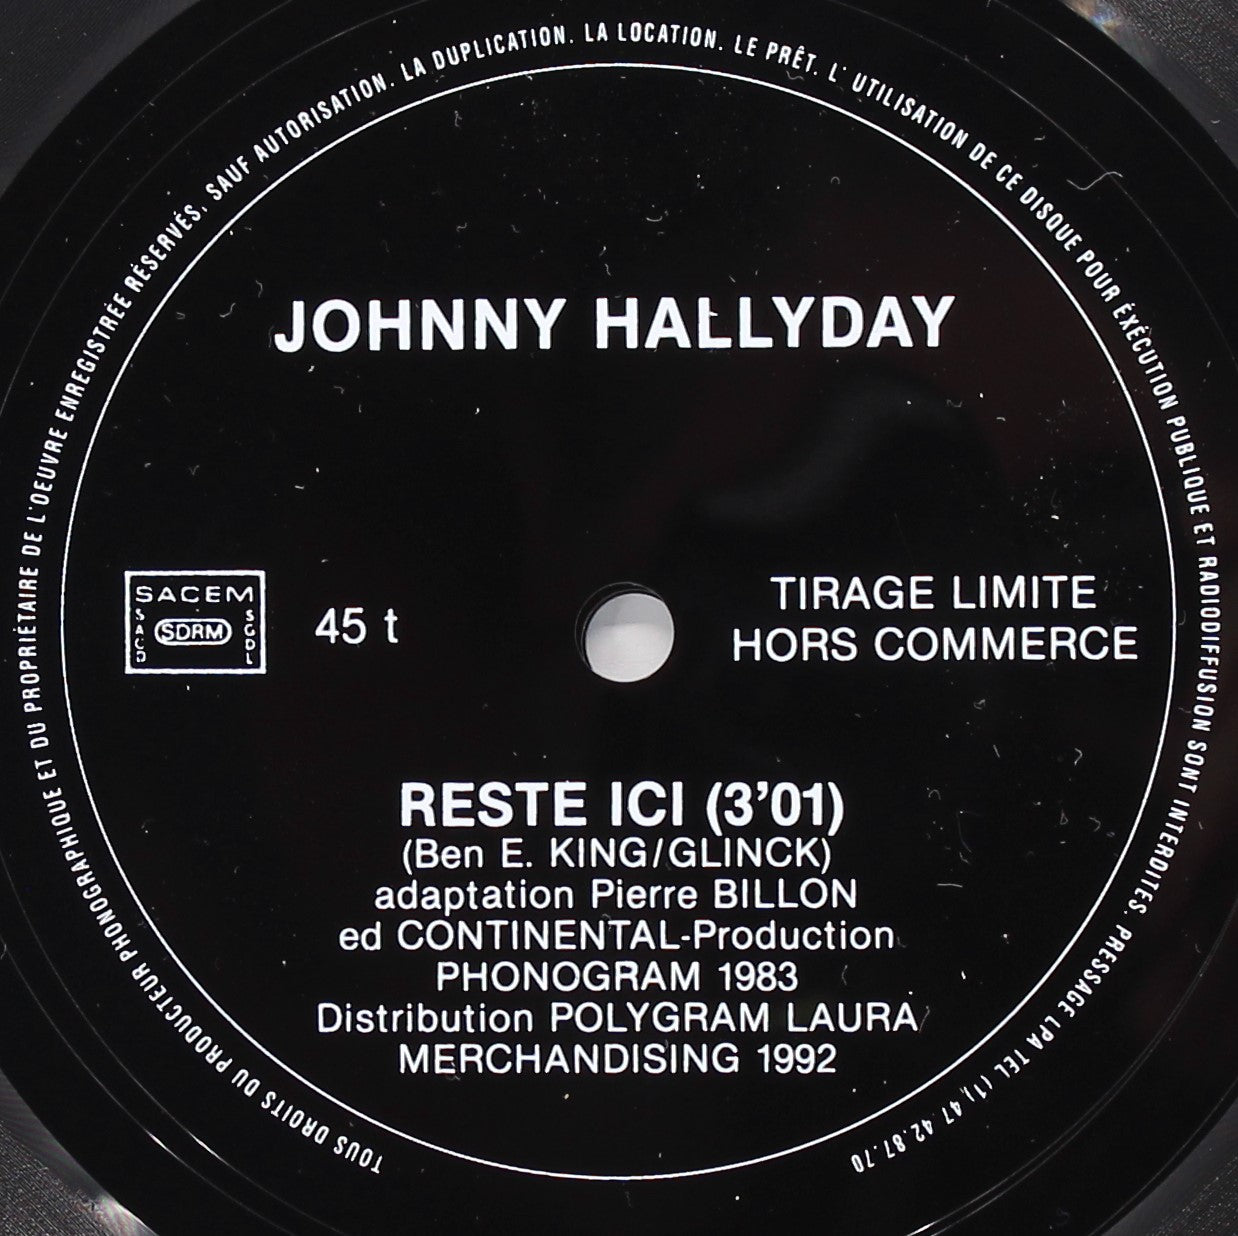 TOUS DROITS DU PRODUCTEUR PHONOGRAPHIQUE ET DU PROPRIÉTAIRE DE L'OEUVRE ENREGISTRÉE RÉSERVÉS. SAUF AUTORISATION. LA DUPLICATION. LA LOCATION. LE PRÊT. L' UTILISATION DE CE DISQUE POUR ÉXÉCUTION PUBLIQUE ET RADIODIFFUSION SONT INTERDITES. PRESSAGE LPA TEL (1) 47 42.87.70
JOHNNY HALLYDAY
SACEM
SACD
SDRM
SGDL
45 t
TIRAGE LIMITE
HORS COMMERCE
RESTE ICI (3'01)
(Ben E. KING/GLINCK)
adaptation Pierre BILLON
ed CONTINENTAL-Production
PHONOGRAM 1983
Distribution POLYGRAM LAURA
MERCHANDISING 1992